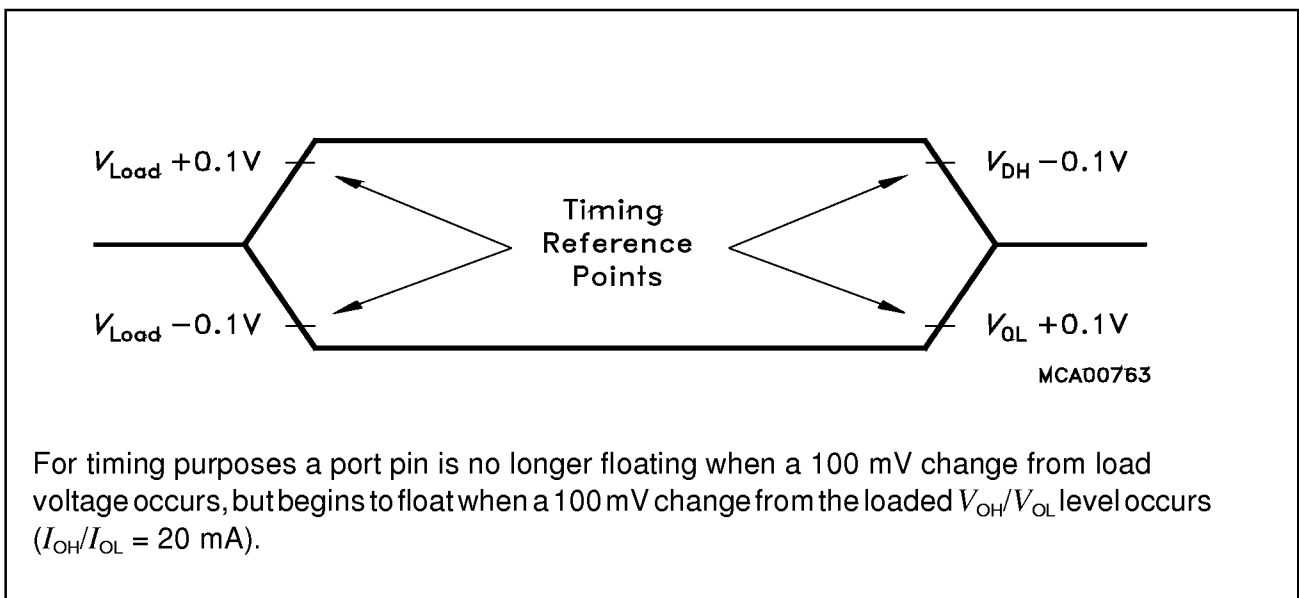 V_Load +0.1V
V_DH −0.1V
Timing
Reference
Points
V_Load −0.1V
V_OL +0.1V
MCA00763
For timing purposes a port pin is no longer floating when a 100 mV change from load
voltage occurs, but begins to float when a 100 mV change from the loaded V_OH/V_OL level occurs
(I_OH/I_OL = 20 mA).